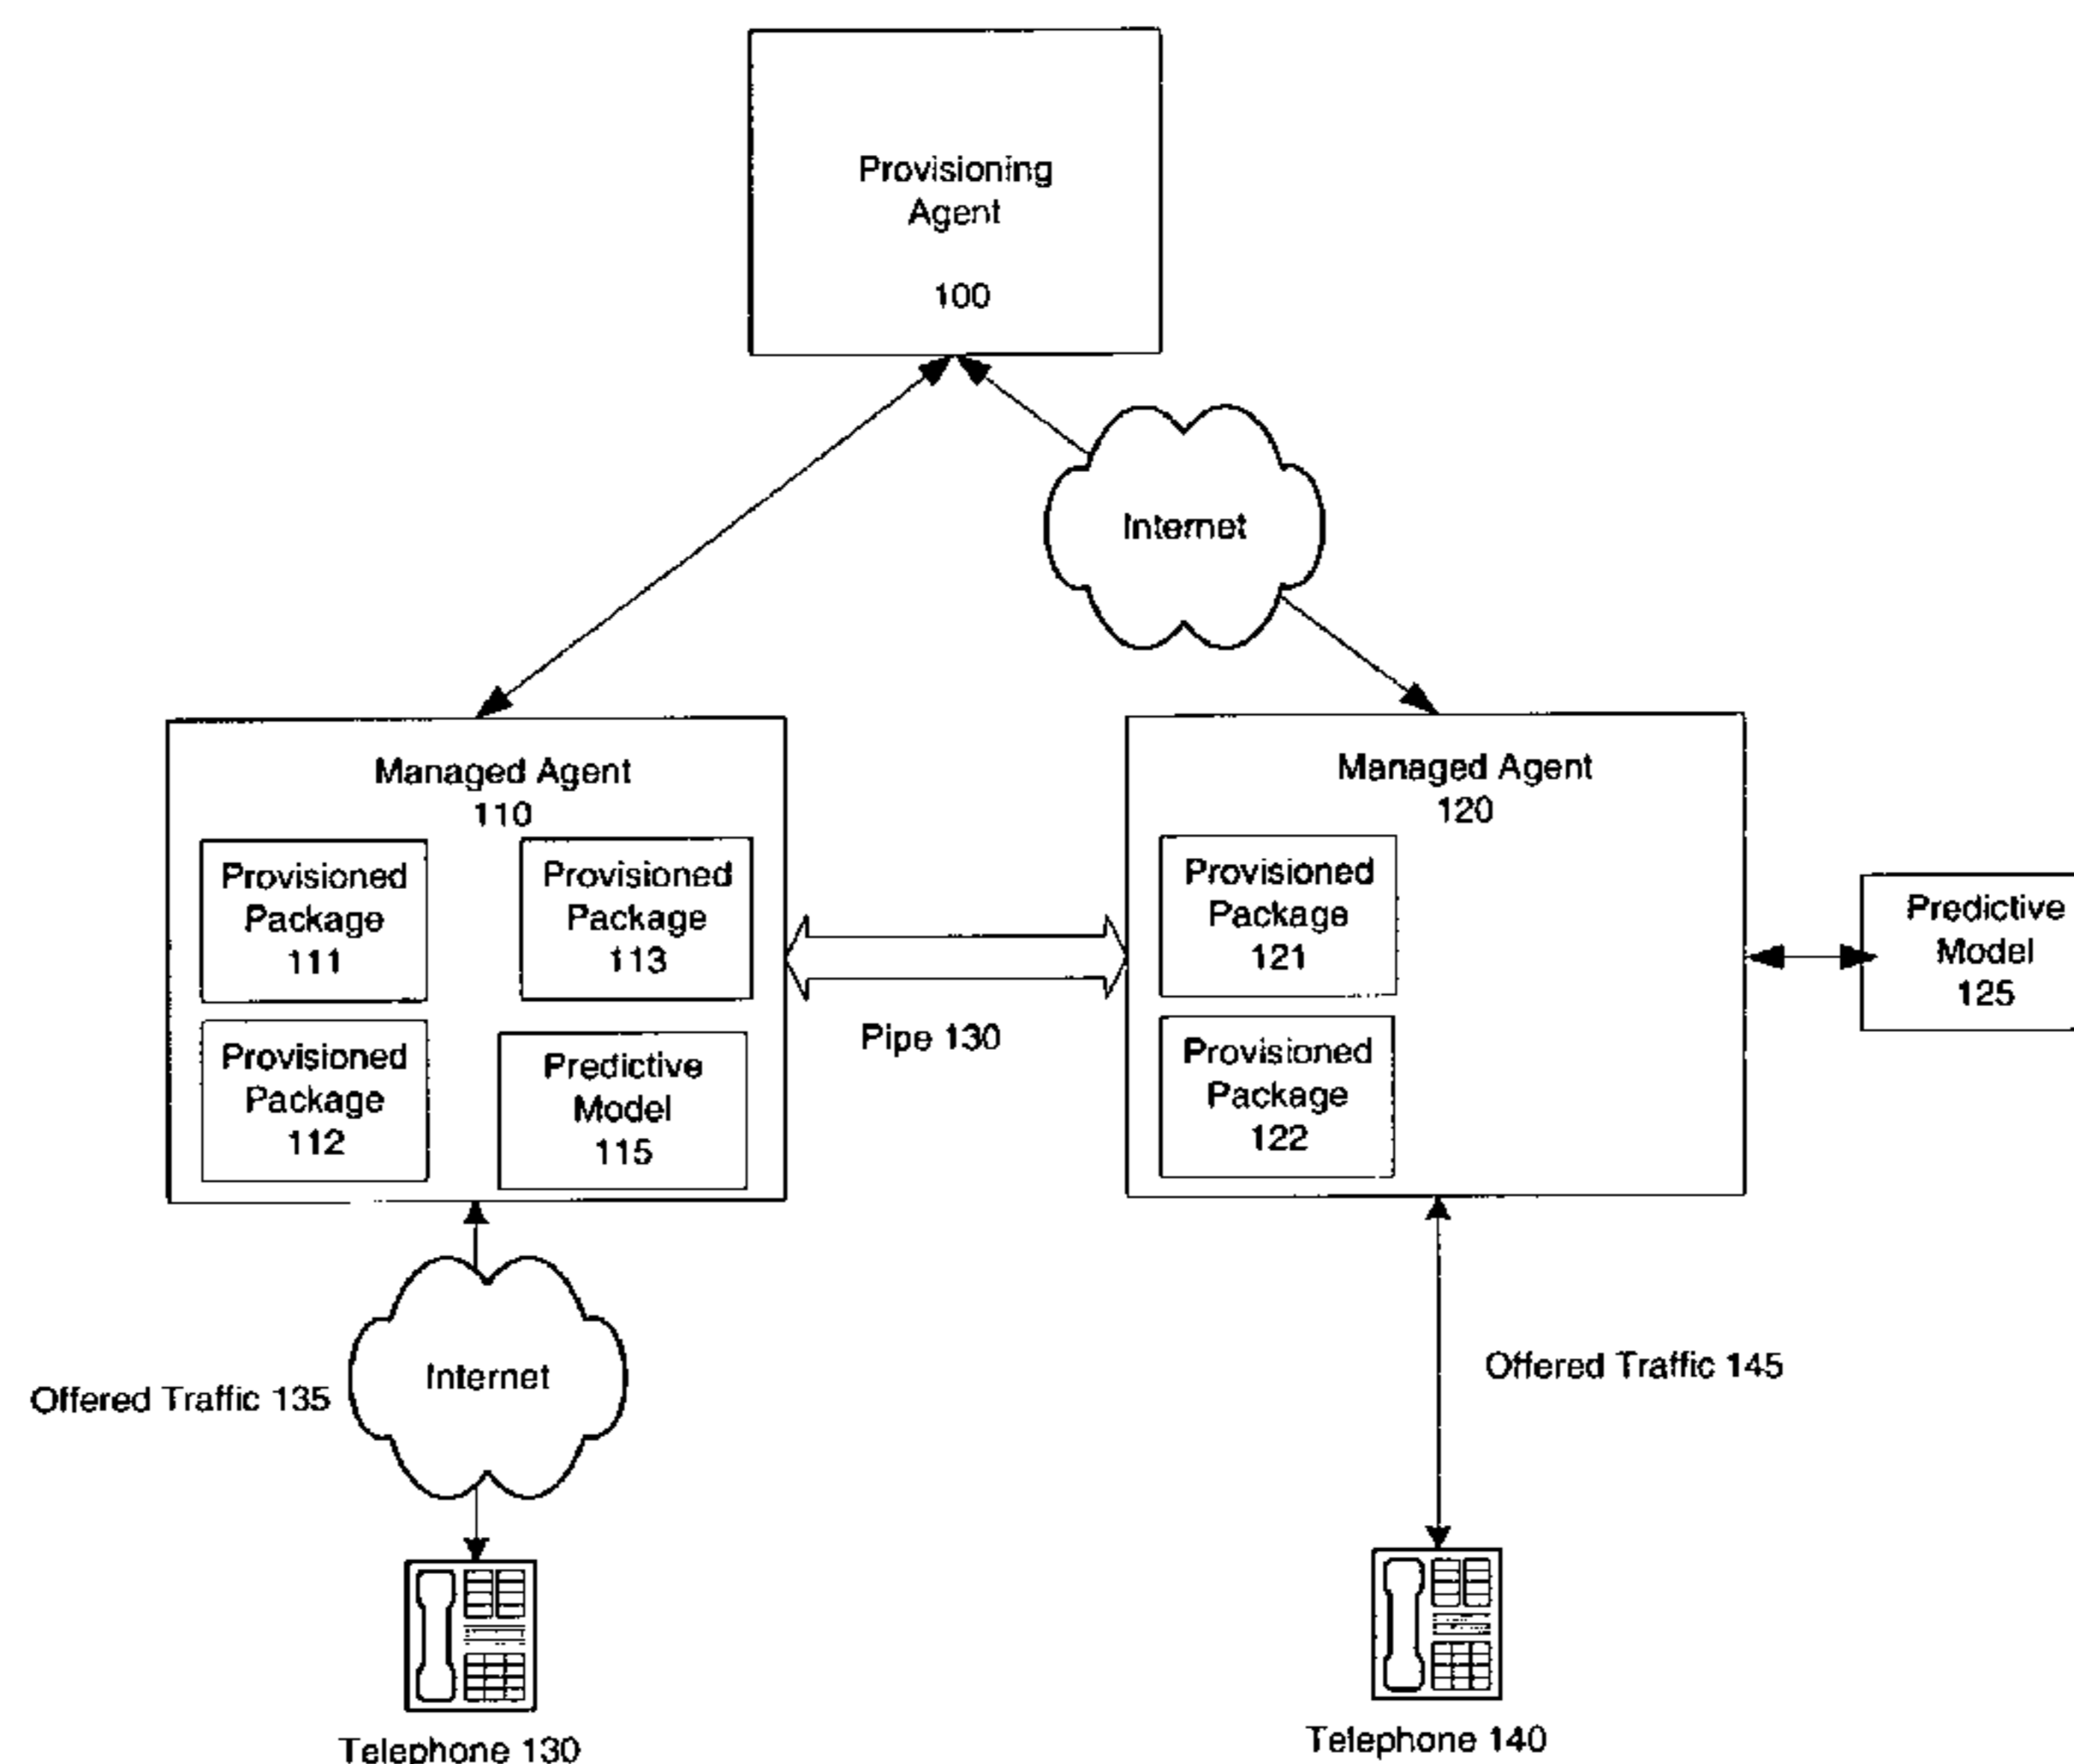 Provisioning
Agent
100
Internet
Managed Agent
110
Provisioned
Package
111
Provisioned
Package
113
Provisioned
Package
112
Predictive
Model
115
Pipe 130
Managed Agent
120
Provisioned
Package
121
Provisioned
Package
122
Predictive
Model
125
Internet
Offered Traffic 135
Offered Traffic 145
Telephone 130
Telephone 140